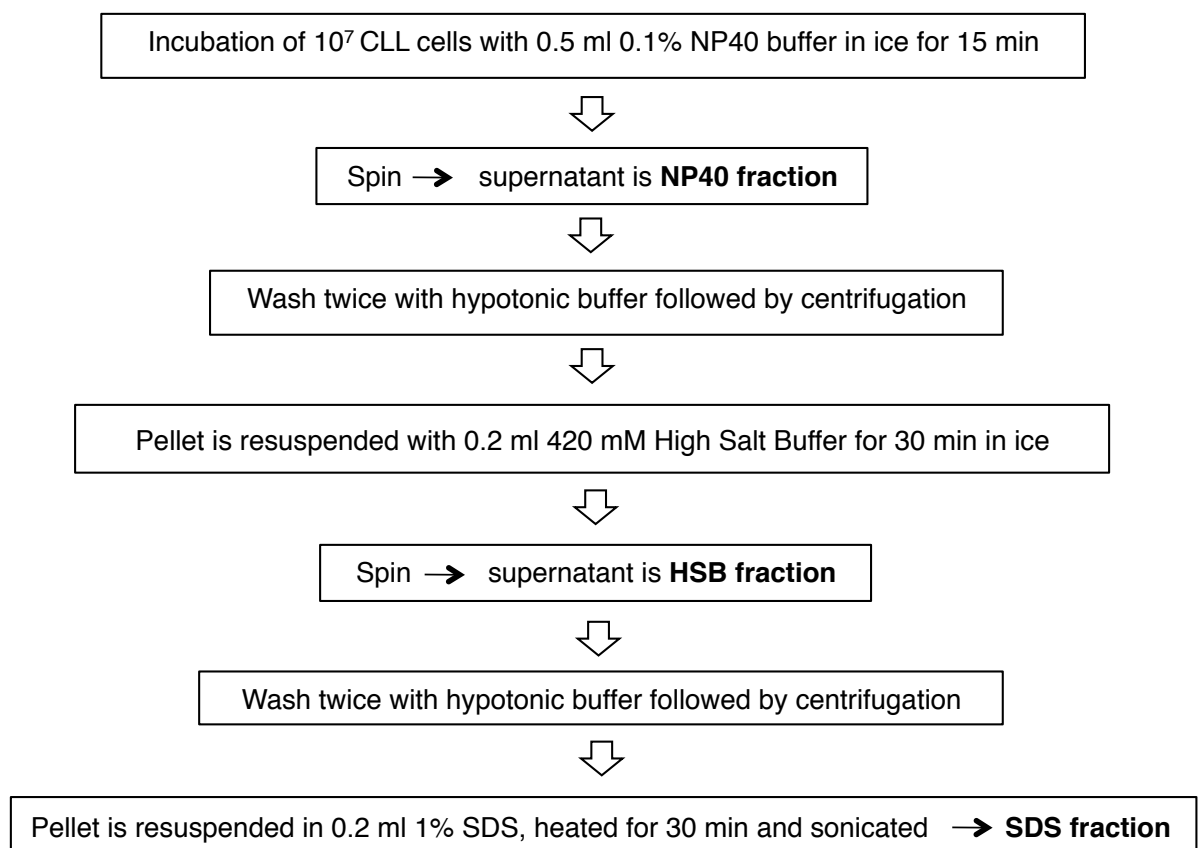 Incubation of 10⁷ CLL cells with 0.5 ml 0.1% NP40 buffer in ice for 15 min
Spin → supernatant is NP40 fraction
Wash twice with hypotonic buffer followed by centrifugation
Pellet is resuspended with 0.2 ml 420 mM High Salt Buffer for 30 min in ice
Spin → supernatant is HSB fraction
Wash twice with hypotonic buffer followed by centrifugation
Pellet is resuspended in 0.2 ml 1% SDS, heated for 30 min and sonicated → SDS fraction